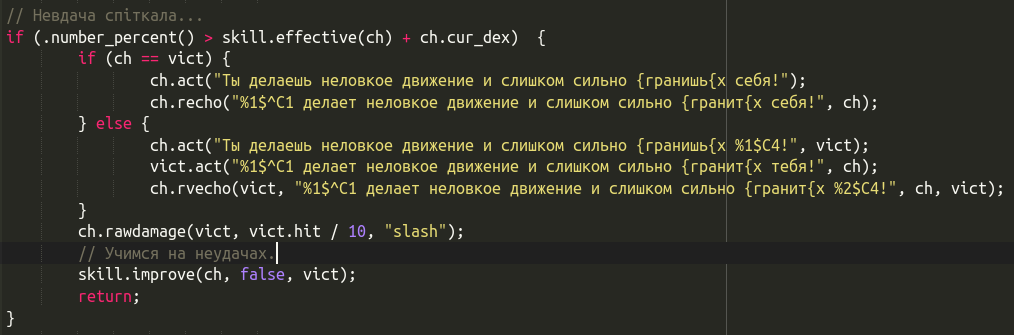 // Невдача спіткала...
if (.number_percent() > skill.effective(ch) + ch.cur_dex)  {
        if (ch == vict) {
                ch.act("Ты делаешь неловкое движение и слишком сильно {гранишь{x себя!");
                ch.recho("%1$^C1 делает неловкое движение и слишком сильно {гранит{x себя!", ch);
        } else {
                ch.act("Ты делаешь неловкое движение и слишком сильно {гранишь{x %1$C4!", vict);
                vict.act("%1$^C1 делает неловкое движение и слишком сильно {гранит{x тебя!", ch);
                ch.rvecho(vict, "%1$^C1 делает неловкое движение и слишком сильно {гранит{x %2$C4!", ch, vict);
        }
        ch.rawdamage(vict, vict.hit / 10, "slash");
        // Учимся на неудачах.
        skill.improve(ch, false, vict);
        return;
}